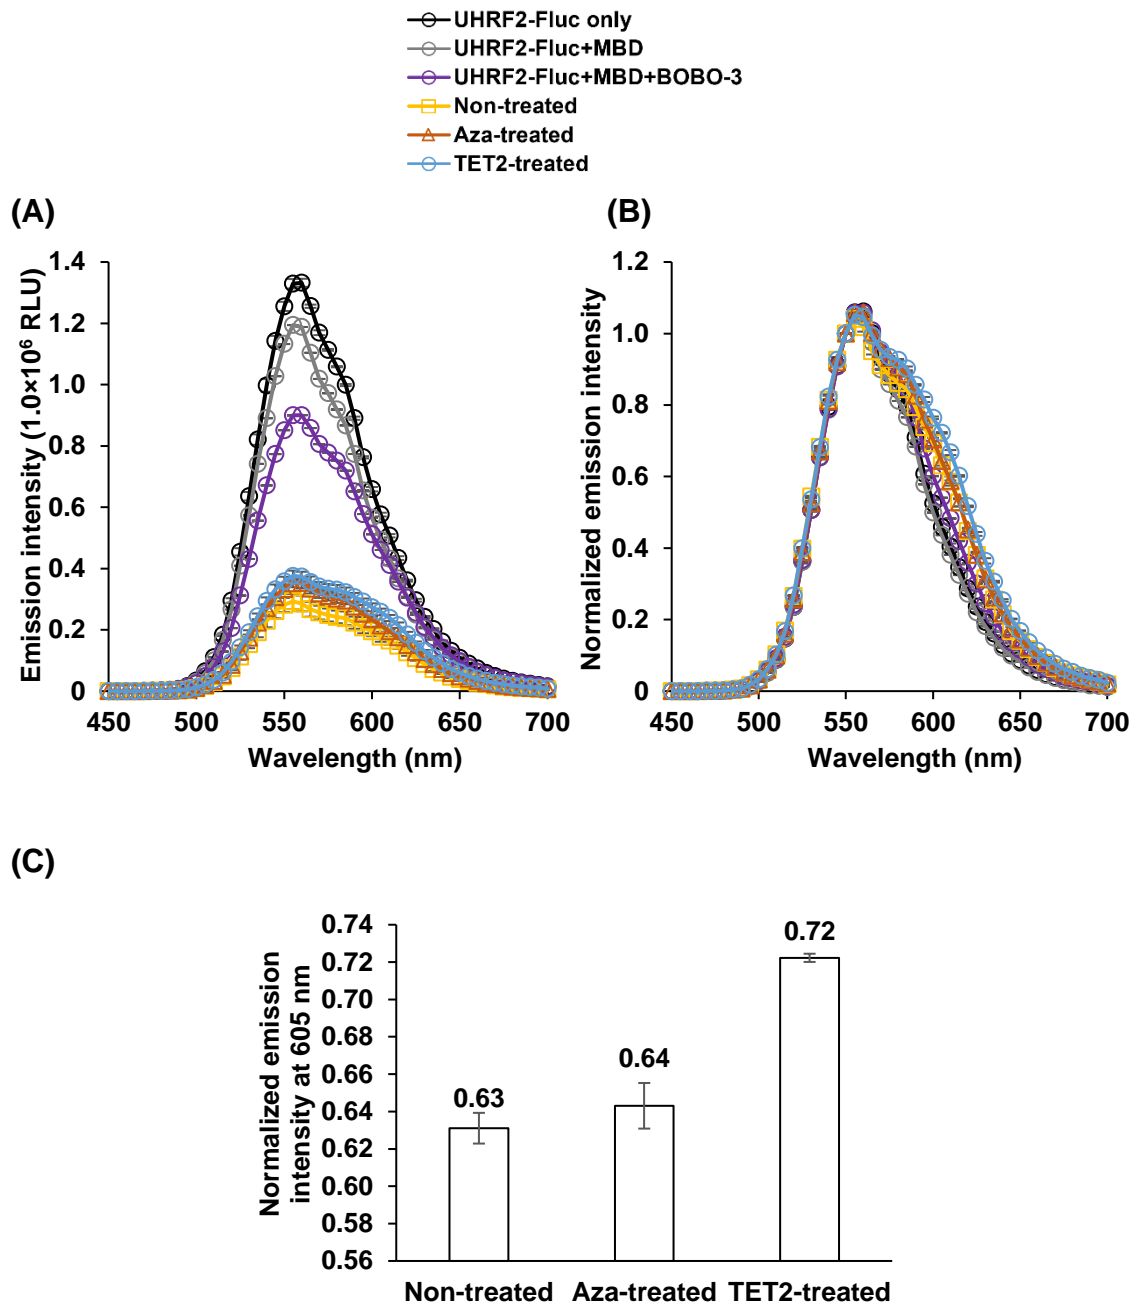 UHRF2-Fluc only
UHRF2-Fluc+MBD
UHRF2-Fluc+MBD+BOBO-3
Non-treated
Aza-treated
TET2-treated
(A)
Emission intensity (1.0×10⁶ RLU)
1.4
1.2
1.0
0.8
0.6
0.4
0.2
0
450 500 550 600 650 700
Wavelength (nm)
(B)
Normalized emission intensity
1.2
1.0
0.8
0.6
0.4
0.2
0
450 500 550 600 650 700
Wavelength (nm)
(C)
Normalized emission
intensity at 605 nm
0.74
0.72
0.70
0.68
0.66
0.64
0.62
0.60
0.58
0.56
0.63
0.64
0.72
Non-treated Aza-treated TET2-treated